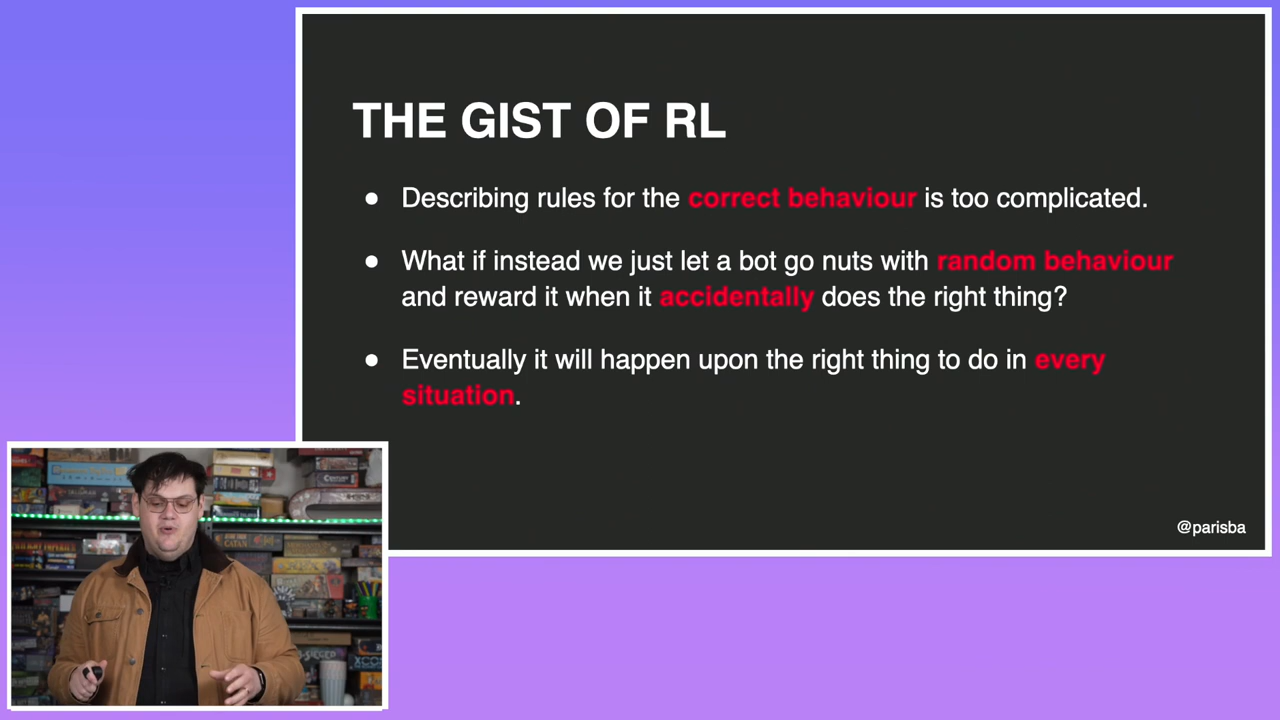 THE GIST OF RL
● Describing rules for the correct behaviour is too complicated.
● What if instead we just let a bot go nuts with random behaviour
and reward it when it accidentally does the right thing?
● Eventually it will happen upon the right thing to do in every
situation.
@parisba
CATAN
XCOM